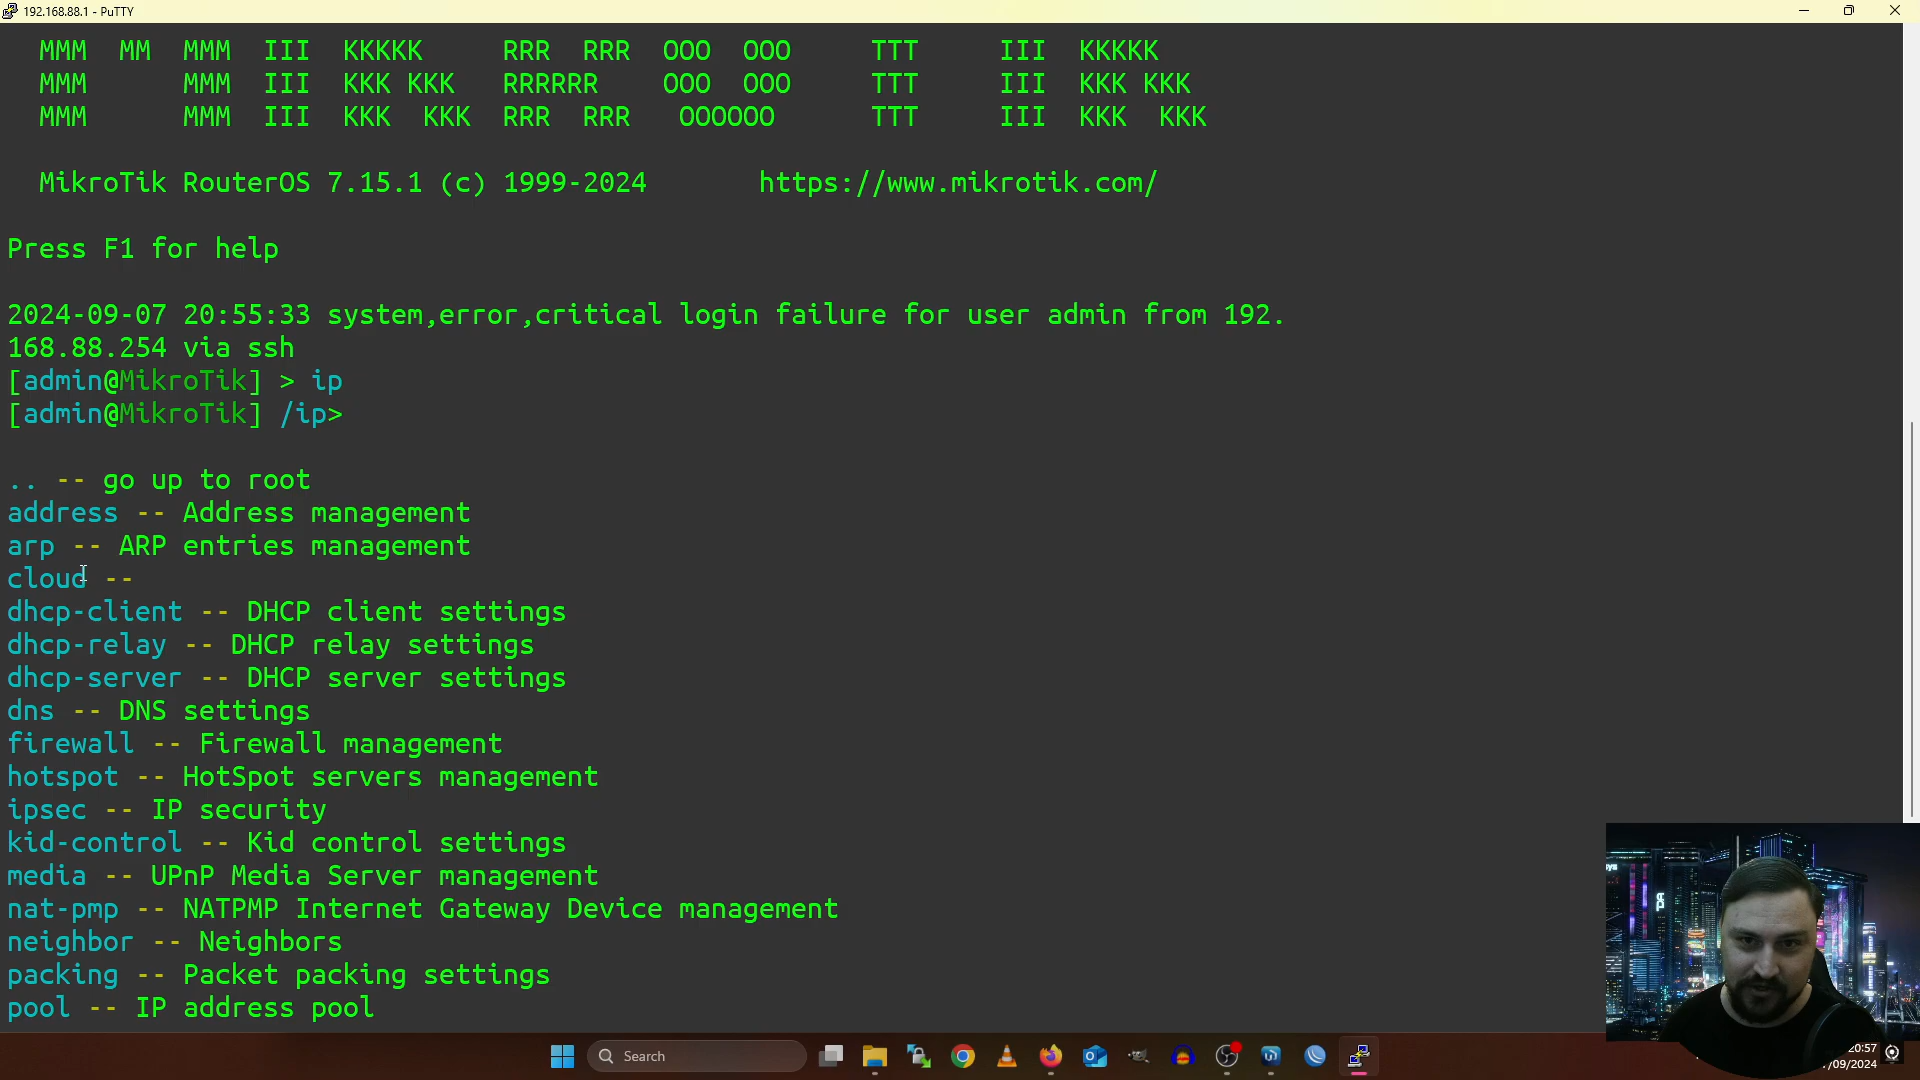 192.168.88.1 - PuTTY
MMM MM MMM III KKKKK RRR RRR OOO OOO TTT III KKKKK
MMM MMM III KKK KKK RRRRRR OOO OOO TTT III KKK KKK
MMM MMM III KKK KKK RRR RRR OOOOOO TTT III KKK KKK
MikroTik RouterOS 7.15.1 (c) 1999-2024 https://www.mikrotik.com/
Press F1 for help
2024-09-07 20:55:33 system,error,critical login failure for user admin from 192.
168.88.254 via ssh
[admin@MikroTik] > ip
[admin@MikroTik] /ip>
.. -- go up to root
address -- Address management
arp -- ARP entries management
cloud --
dhcp-client -- DHCP client settings
dhcp-relay -- DHCP relay settings
dhcp-server -- DHCP server settings
dns -- DNS settings
firewall -- Firewall management
hotspot -- HotSpot servers management
ipsec -- IP security
kid-control -- Kid control settings
media -- UPnP Media Server management
nat-pmp -- NATPMP Internet Gateway Device management
neighbor -- Neighbors
packing -- Packet packing settings
pool -- IP address pool
Search
20:57
/09/2024